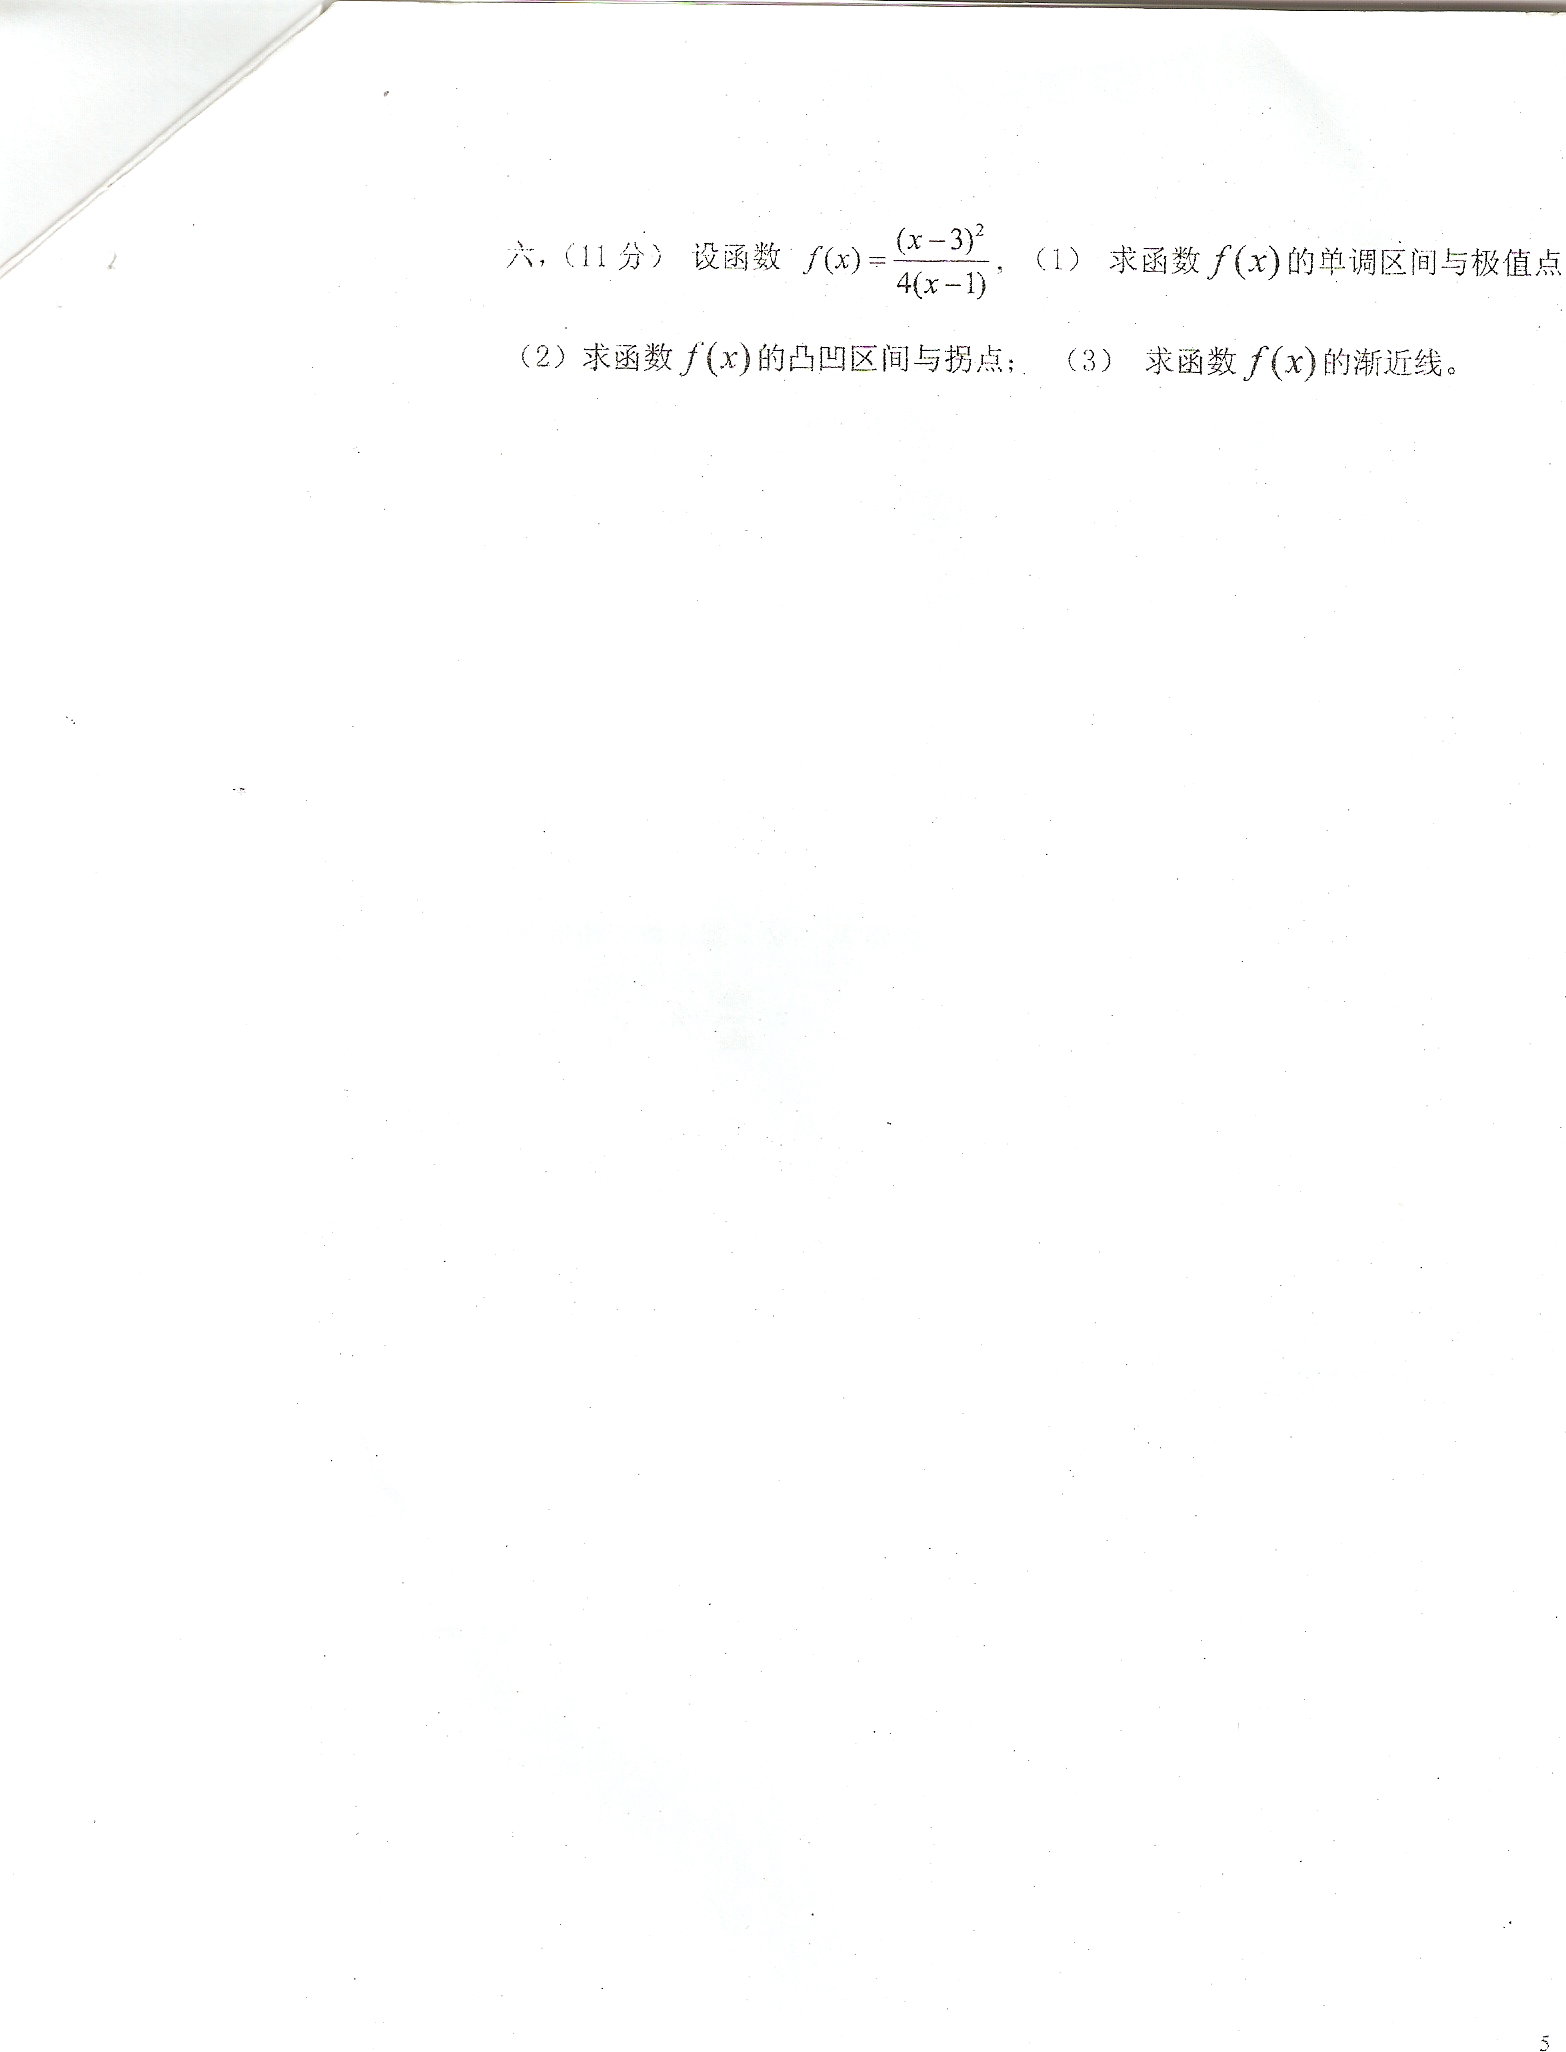 六，（11 分） 设函数 f(x)=\frac{(x-3)^2}{4(x-1)}，（1） 求函数 f(x) 的单调区间与极值点
（2）求函数 f(x) 的凸凹区间与拐点； （3） 求函数 f(x) 的渐近线。
5